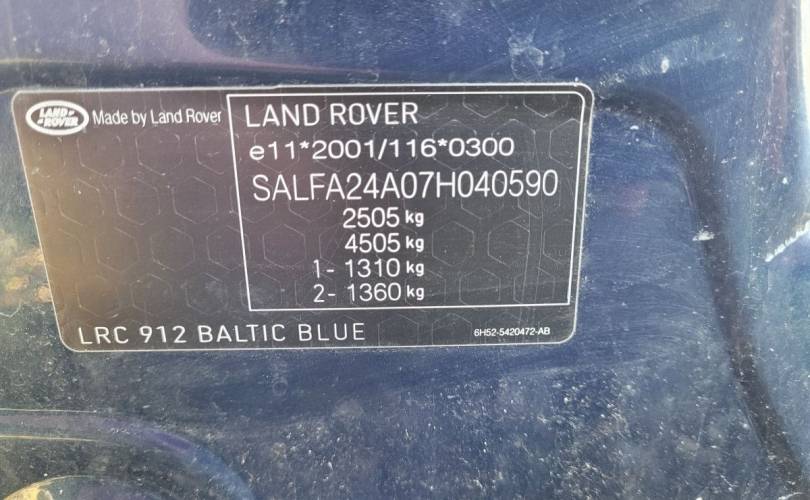 LAND ROVER
Made by Land Rover
LAND ROVER
e11*2001/116*0300
SALFA24A07H040590
2505 kg
4505 kg
1- 1310 kg
2- 1360 kg
LRC 912 BALTIC BLUE
6H52-5420472-AB